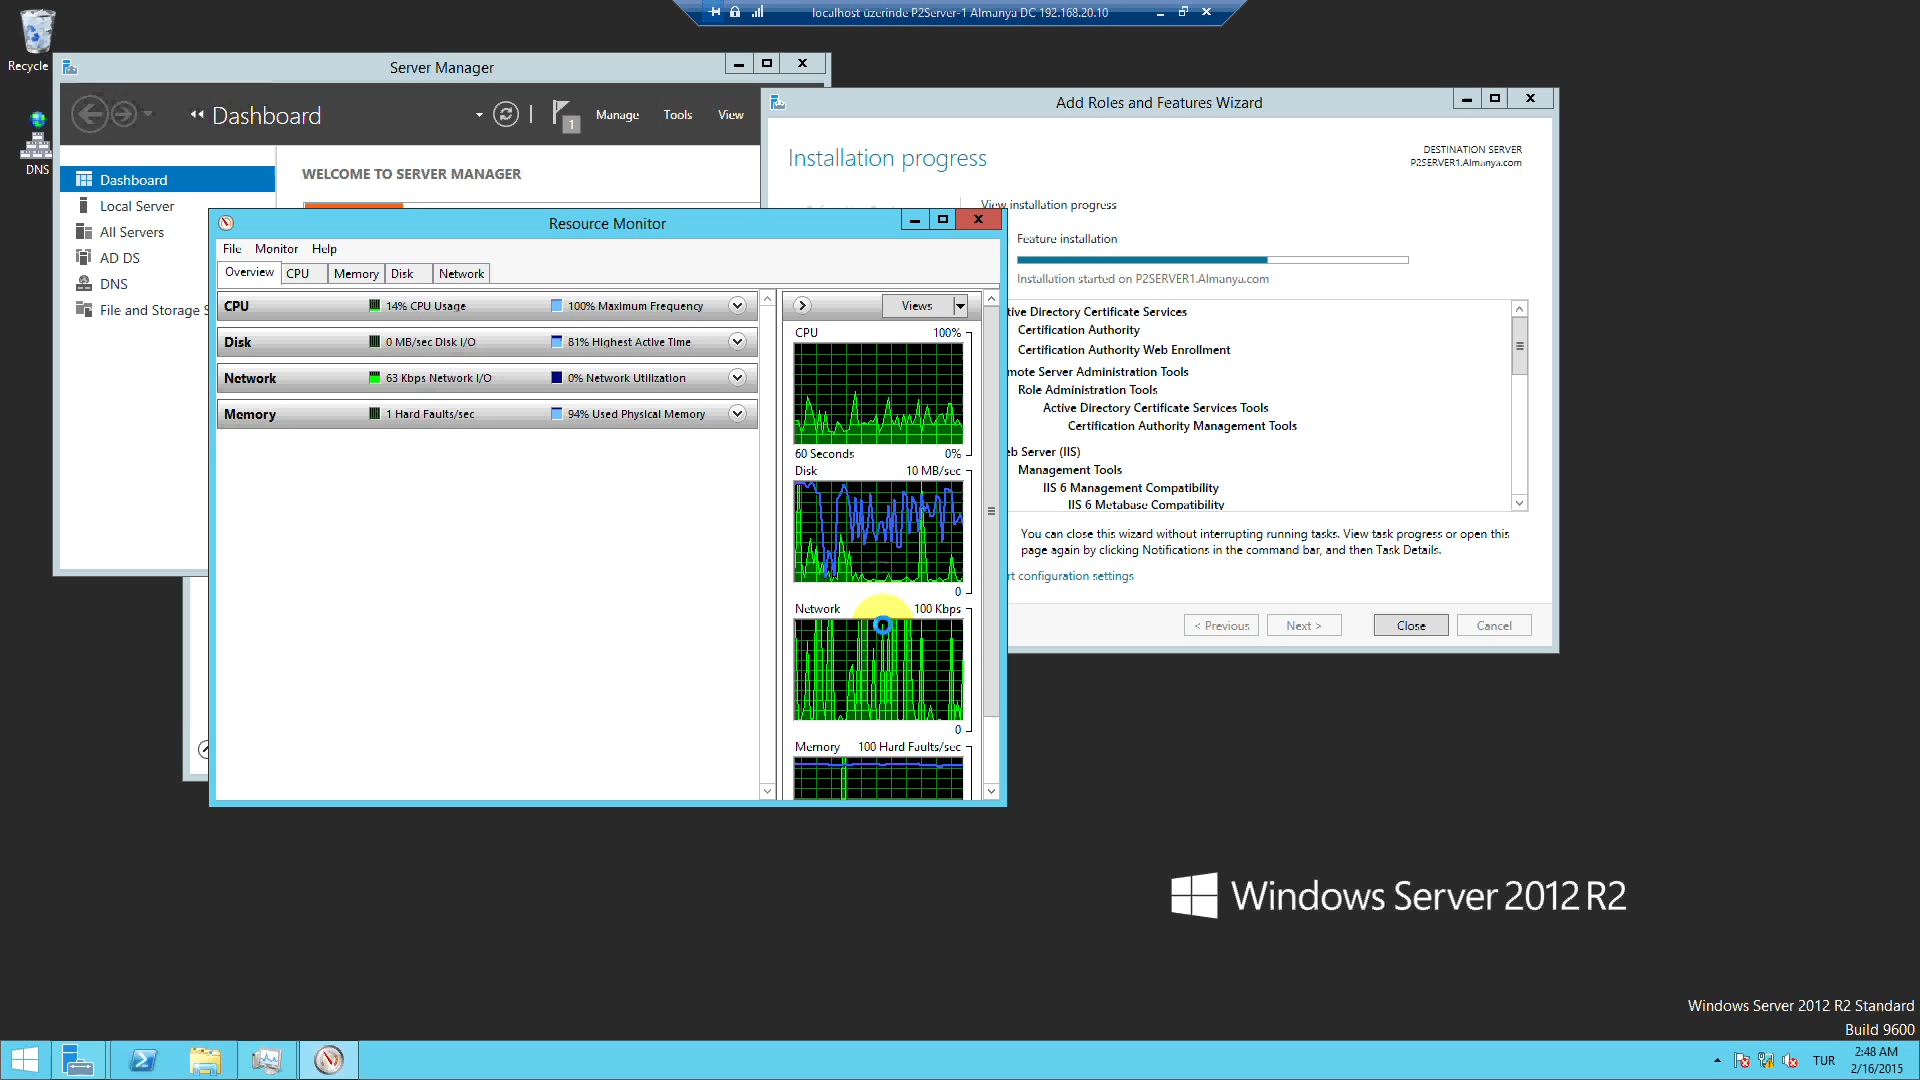 localhost üzerinde P2Server-1 Almanya DC 192.168.20.10
Recycle
DNS
Server Manager
Dashboard
1
Manage
Tools
View
Dashboard
Local Server
All Servers
AD DS
DNS
File and Storage S
WELCOME TO SERVER MANAGER
Add Roles and Features Wizard
Installation progress
DESTINATION SERVER
P2SERVER1.Almanya.com
View installation progress
Feature installation
Installation started on P2SERVER1.Almanya.com
tive Directory Certificate Services
Certification Authority
Certification Authority Web Enrollment
mote Server Administration Tools
Role Administration Tools
Active Directory Certificate Services Tools
Certification Authority Management Tools
eb Server (IIS)
Management Tools
IIS 6 Management Compatibility
IIS 6 Metabase Compatibility
You can close this wizard without interrupting running tasks. View task progress or open this
page again by clicking Notifications in the command bar, and then Task Details.
rt configuration settings
< Previous
Next >
Close
Cancel
Resource Monitor
File
Monitor
Help
Overview
CPU
Memory
Disk
Network
CPU
14% CPU Usage
100% Maximum Frequency
Disk
0 MB/sec Disk I/O
81% Highest Active Time
Network
63 Kbps Network I/O
0% Network Utilization
Memory
1 Hard Faults/sec
94% Used Physical Memory
Views
CPU
100%
60 Seconds
0%
Disk
10 MB/sec
0
Network
100 Kbps
0
Memory
100 Hard Faults/sec
Windows Server 2012 R2
Windows Server 2012 R2 Standard
Build 9600
TUR
2:48 AM
2/16/2015